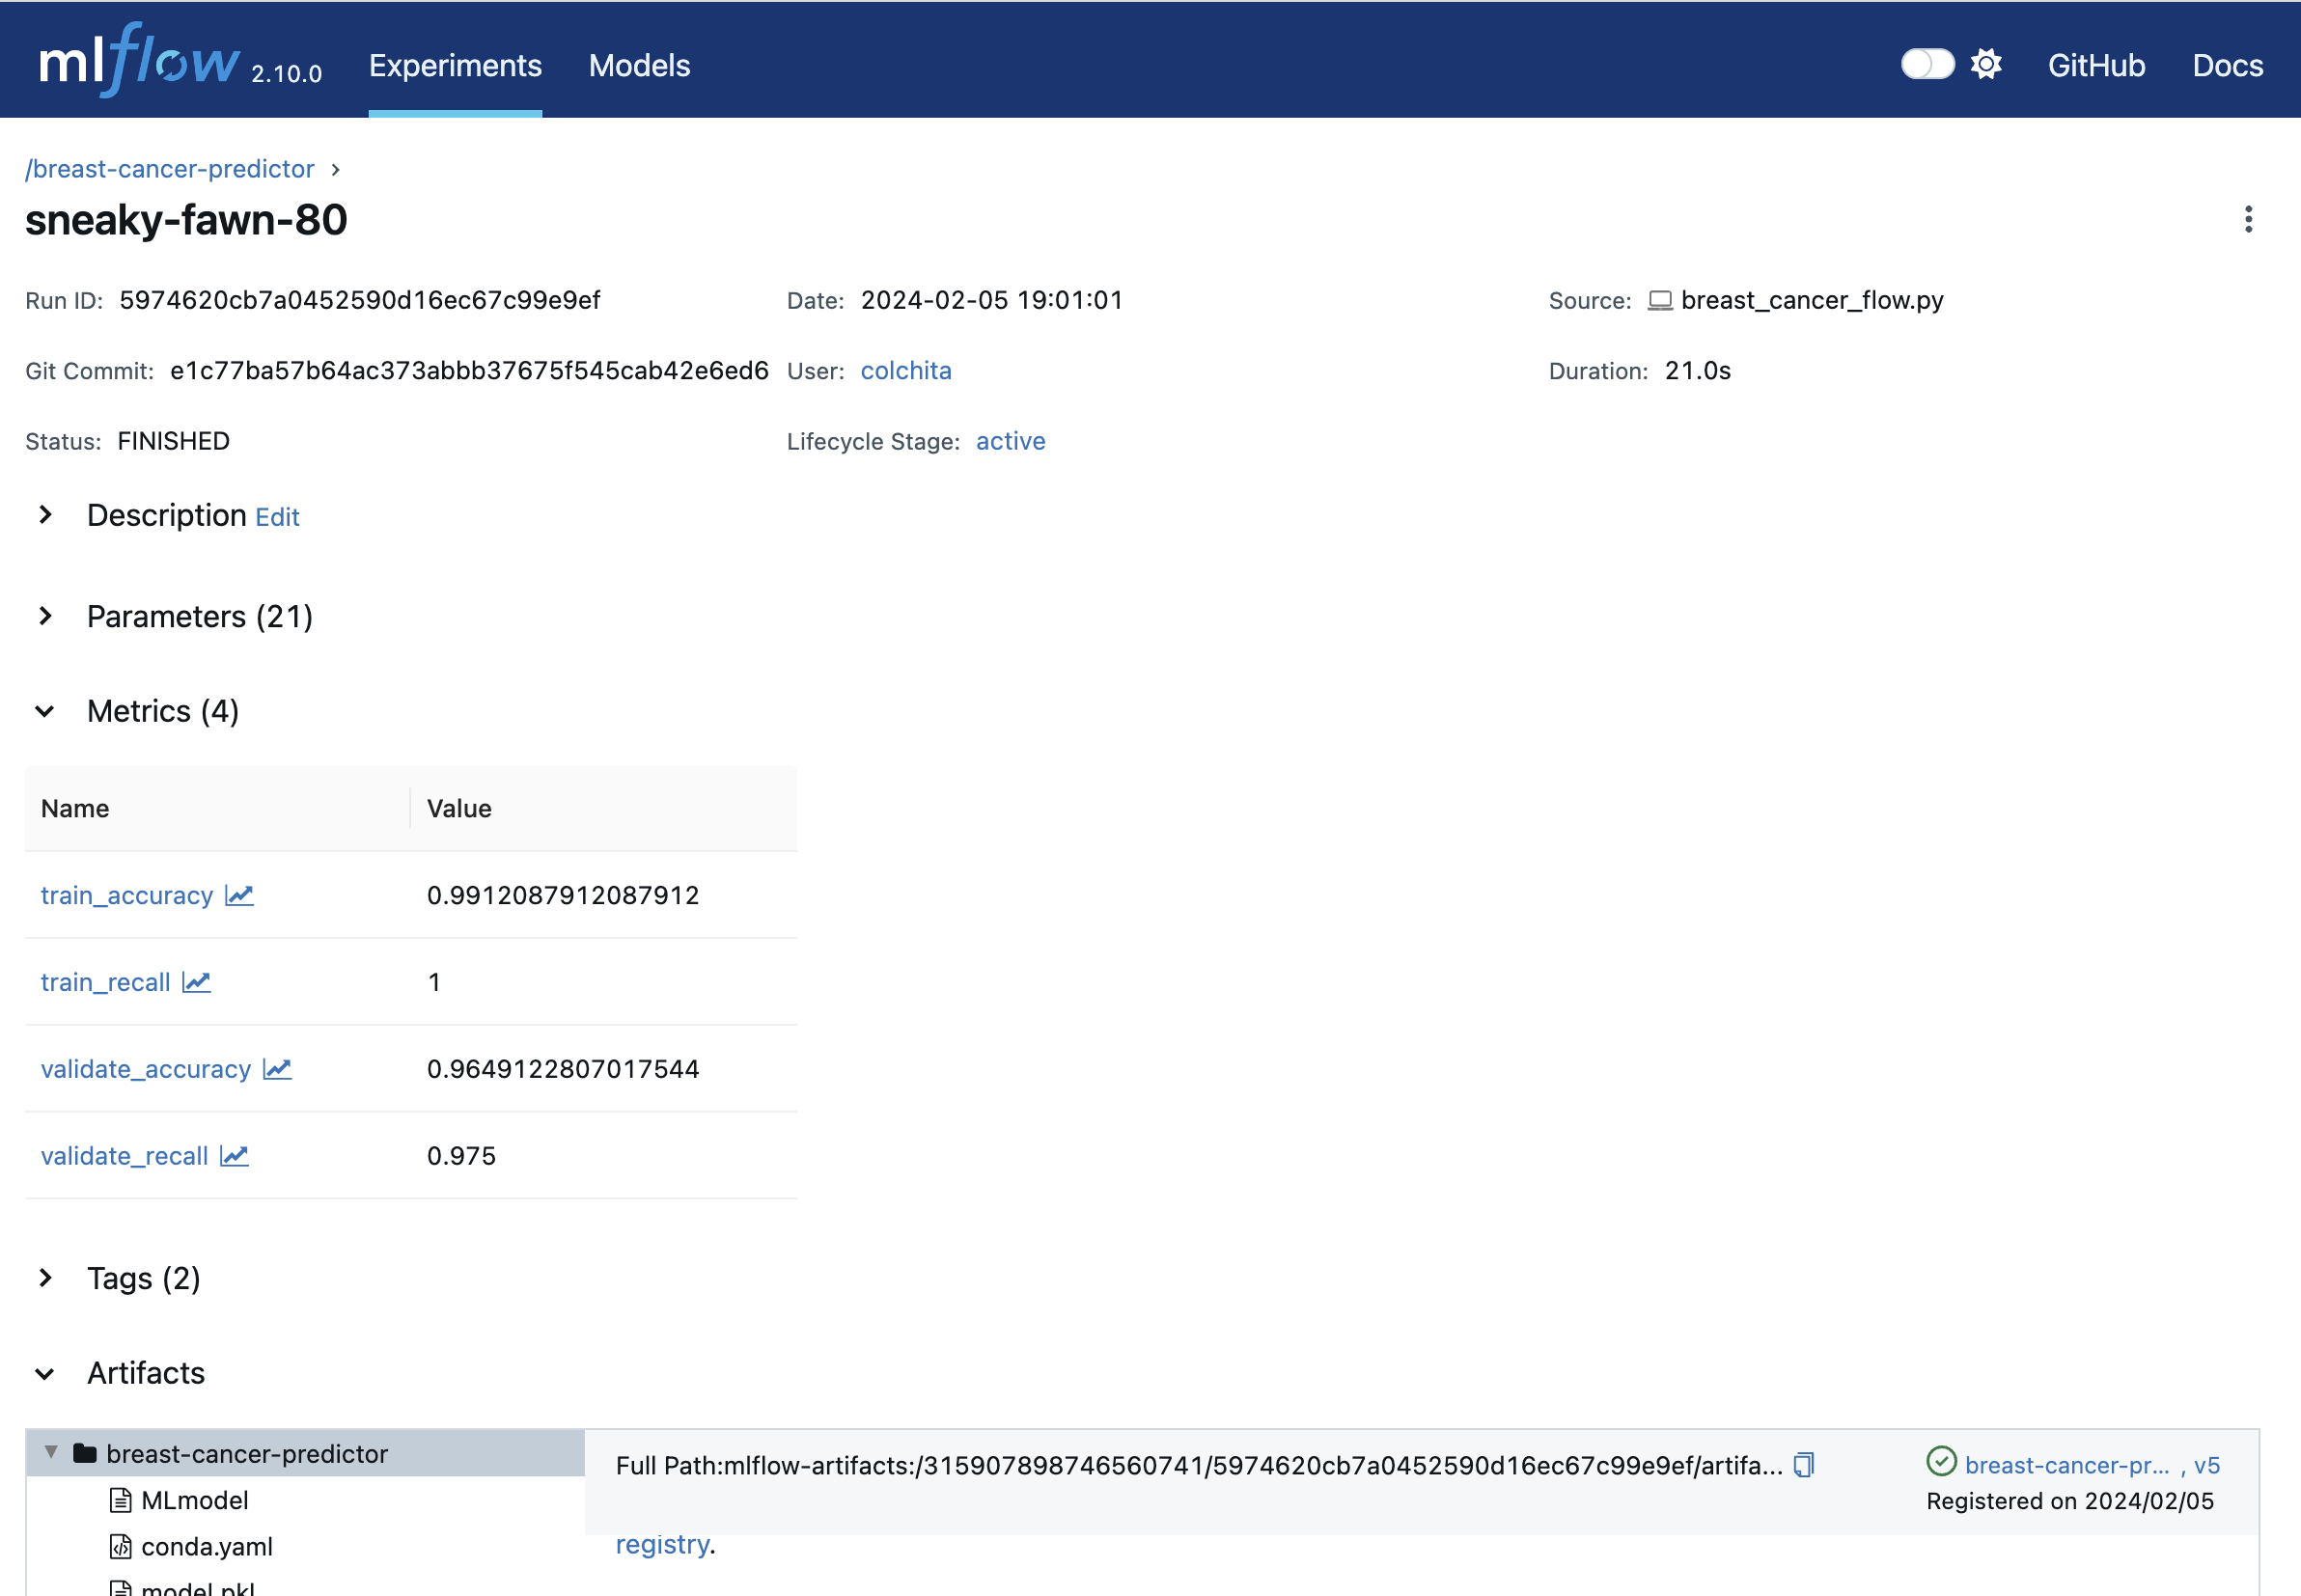 mlflow 2.10.0 Experiments Models GitHub Docs
/breast-cancer-predictor
sneaky-fawn-80
Run ID: 5974620cb7a0452590d16ec67c99e9ef Date: 2024-02-05 19:01:01 Source: breast_cancer_flow.py
Git Commit: e1c77ba57b64ac373abbb37675f545cab42e6ed6 User: colchita Duration: 21.0s
Status: FINISHED Lifecycle Stage: active
Description Edit
Parameters (21)
Metrics (4)
Name Value
train_accuracy 0.9912087912087912
train_recall 1
validate_accuracy 0.9649122807017544
validate_recall 0.975
Tags (2)
Artifacts
breast-cancer-predictor
MLmodel
conda.yaml
model.pkl
Full Path:mlflow-artifacts:/315907898746560741/5974620cb7a0452590d16ec67c99e9ef/artifa...
breast-cancer-pr... , v5
Registered on 2024/02/05
registry.